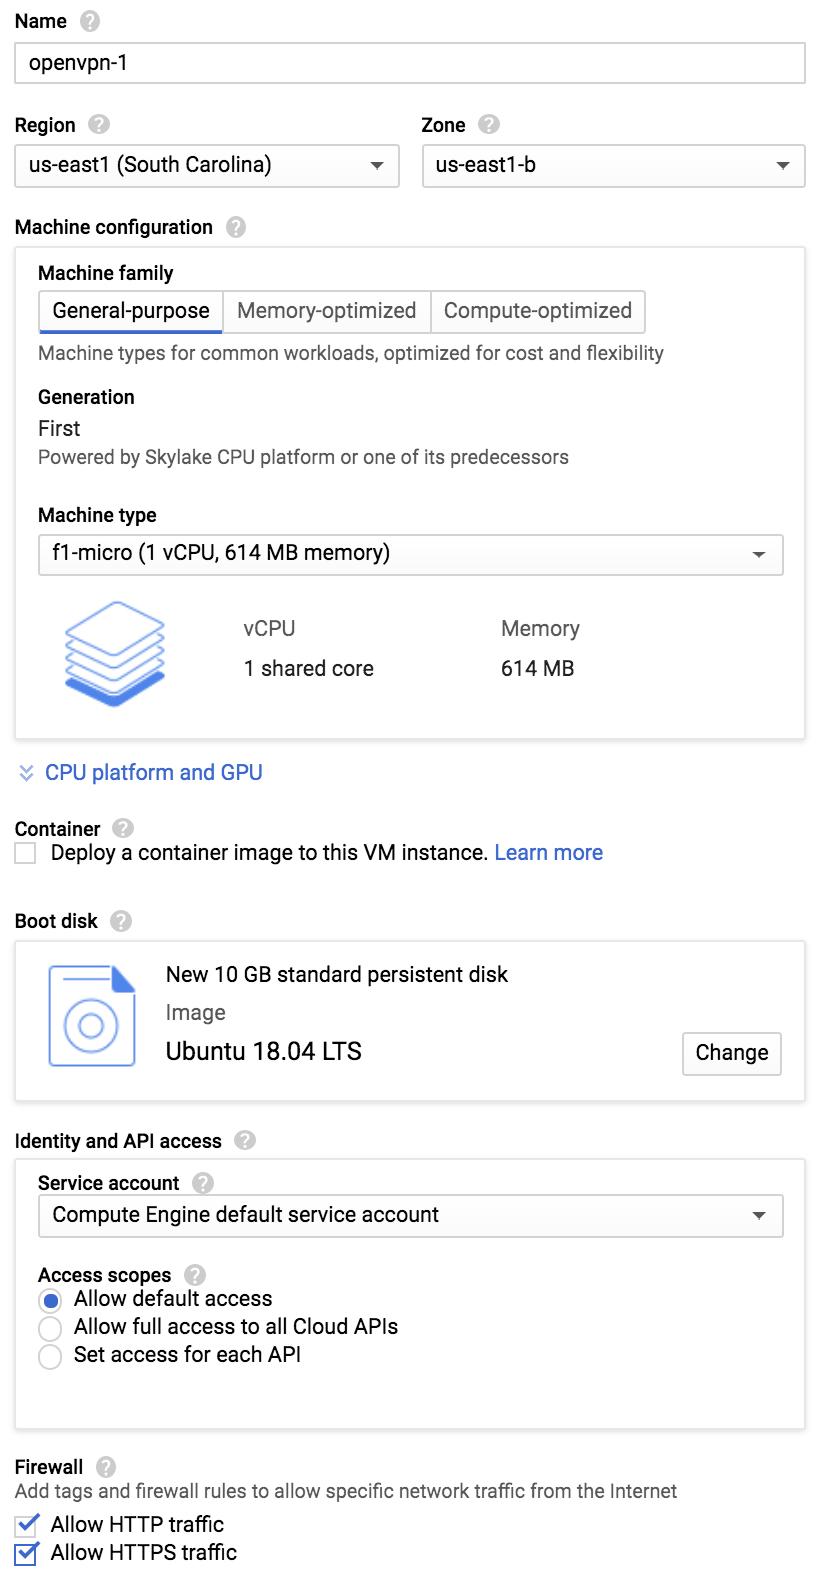 Name ?
openvpn-1
Region ? Zone ?
us-east1 (South Carolina) us-east1-b
Machine configuration ?
Machine family
General-purpose Memory-optimized Compute-optimized
Machine types for common workloads, optimized for cost and flexibility
Generation
First
Powered by Skylake CPU platform or one of its predecessors
Machine type
f1-micro (1 vCPU, 614 MB memory)
vCPU Memory
1 shared core 614 MB
CPU platform and GPU
Container ?
Deploy a container image to this VM instance. Learn more
Boot disk ?
New 10 GB standard persistent disk
Image
Ubuntu 18.04 LTS
Change
Identity and API access ?
Service account ?
Compute Engine default service account
Access scopes ?
Allow default access
Allow full access to all Cloud APIs
Set access for each API
Firewall ?
Add tags and firewall rules to allow specific network traffic from the Internet
Allow HTTP traffic
Allow HTTPS traffic